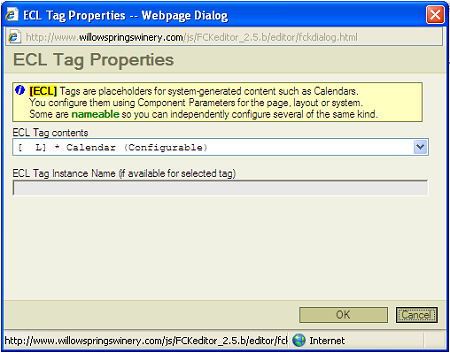 ECL Tag Properties -- Webpage Dialog
http://www.willowspringswinery.com/js/FCKeditor_2.5.b/editor/fckdialog.html
ECL Tag Properties
[ECL] Tags are placeholders for system-generated content such as Calendars.
You configure them using Component Parameters for the page, layout or system.
Some are nameable so you can independently configure several of the same kind.
ECL Tag contents
[  L] * Calendar (Configurable)
ECL Tag Instance Name (if available for selected tag)
OK Cancel
http://www.willowspringswinery.com/js/FCKeditor_2.5.b/editor/fcl Internet